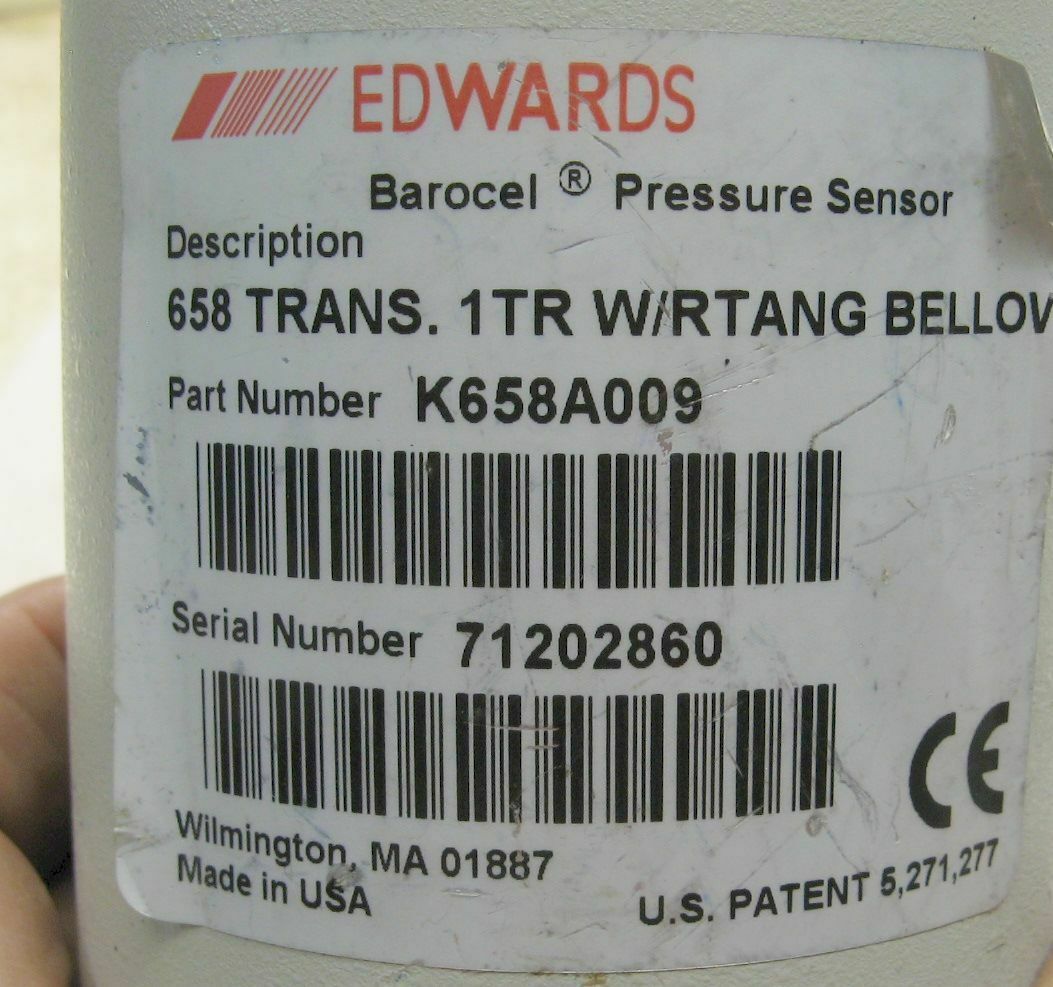 EDWARDS
Barocel ® Pressure Sensor
Description
658 TRANS. 1TR W/RTANG BELLOW
Part Number K658A009
Serial Number 71202860
CE
Wilmington, MA 01887
Made in USA
U.S. PATENT 5,271,277